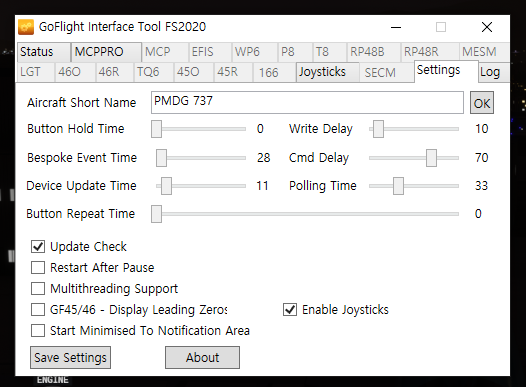 GoFlight Interface Tool FS2020
Status MCPPRO MCP EFIS WP6 P8 T8 RP48B RP48R MESM
LGT 46O 46R TQ6 45O 45R 166 Joysticks SECM Settings Log
Aircraft Short Name PMDG 737 OK
Button Hold Time 0 Write Delay 10
Bespoke Event Time 28 Cmd Delay 70
Device Update Time 11 Polling Time 33
Button Repeat Time 0
Update Check
Restart After Pause
Multithreading Support
GF45/46 - Display Leading Zeros Enable Joysticks
Start Minimised To Notification Area
Save Settings About
ENGINE